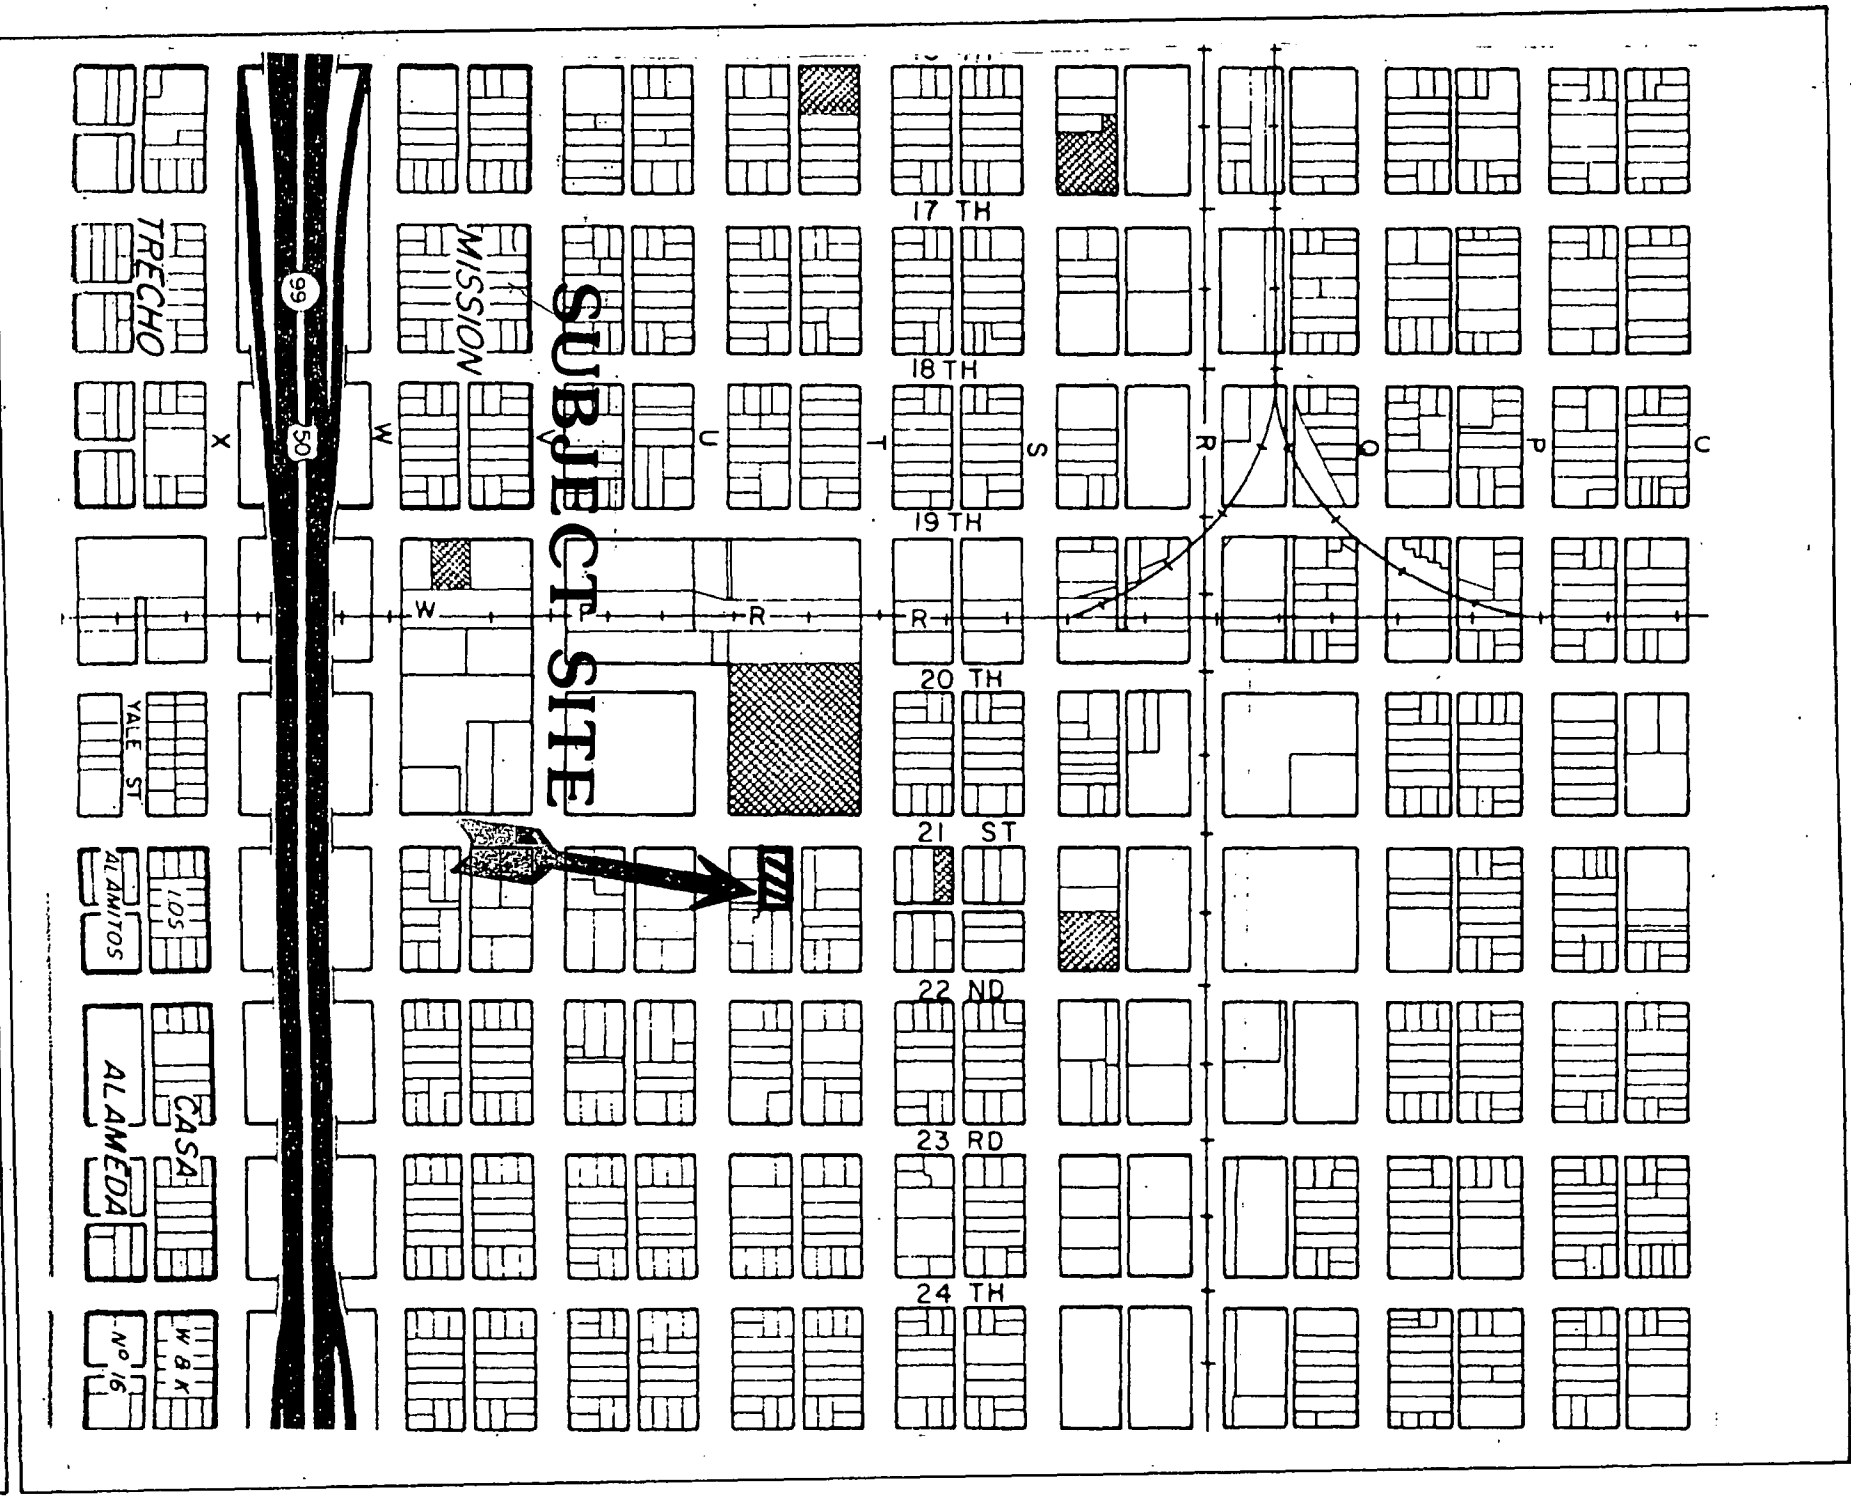 17 TH
18 TH
19 TH
20 TH
21 ST
22 ND
23 RD
24 TH
X
W
V
U
T
S
R
Q
P
W P R R
99
50
SUBJECT SITE
MISSION
TRECHO
YALE ST
LOS
ALAMITOS
CASA
ALAMEDA
W & K
Nº 16